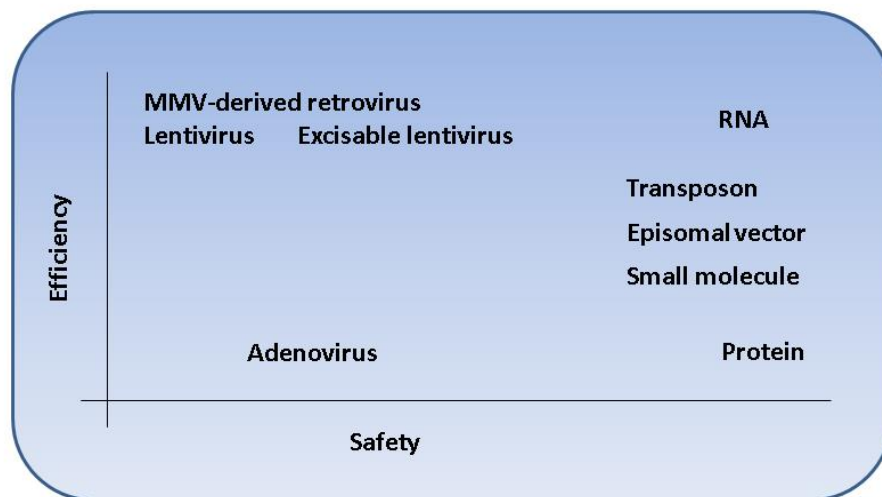 MMV-derived retrovirus
Lentivirus Excisable lentivirus
RNA
Transposon
Episomal vector
Small molecule
Adenovirus
Protein
Efficiency
Safety